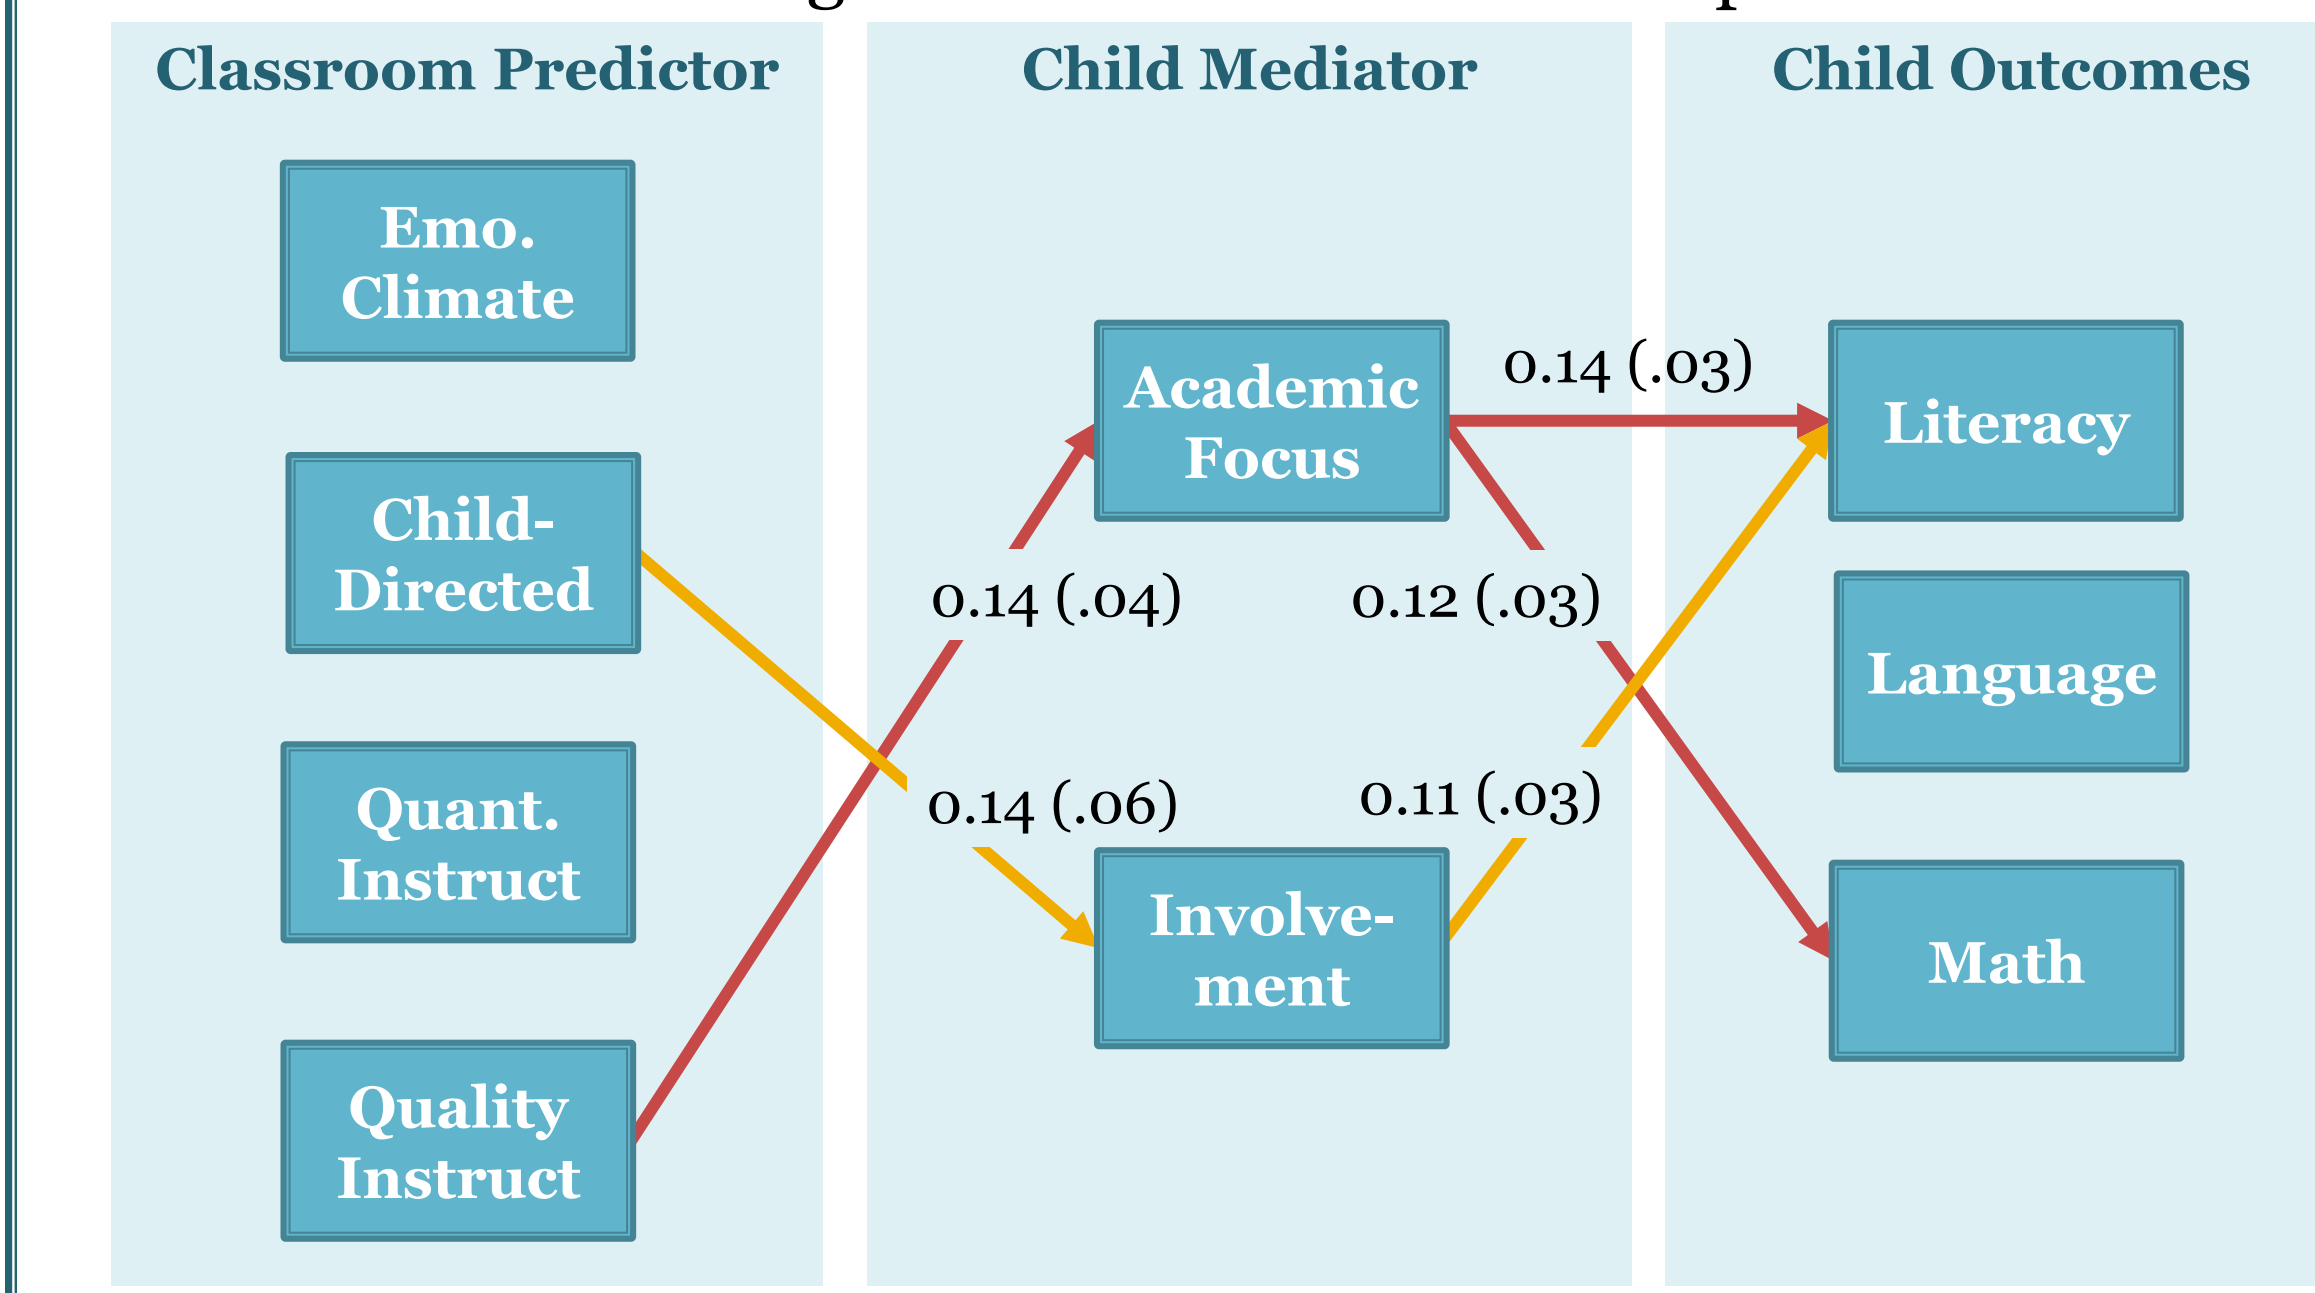 Classroom Predictor
Child Mediator
Child Outcomes
Emo.
Climate
Child-
Directed
Quant.
Instruct
Quality
Instruct
Academic
Focus
Involve-
ment
0.14 (.03)
0.14 (.04)
0.12 (.03)
0.14 (.06)
0.11 (.03)
Literacy
Language
Math